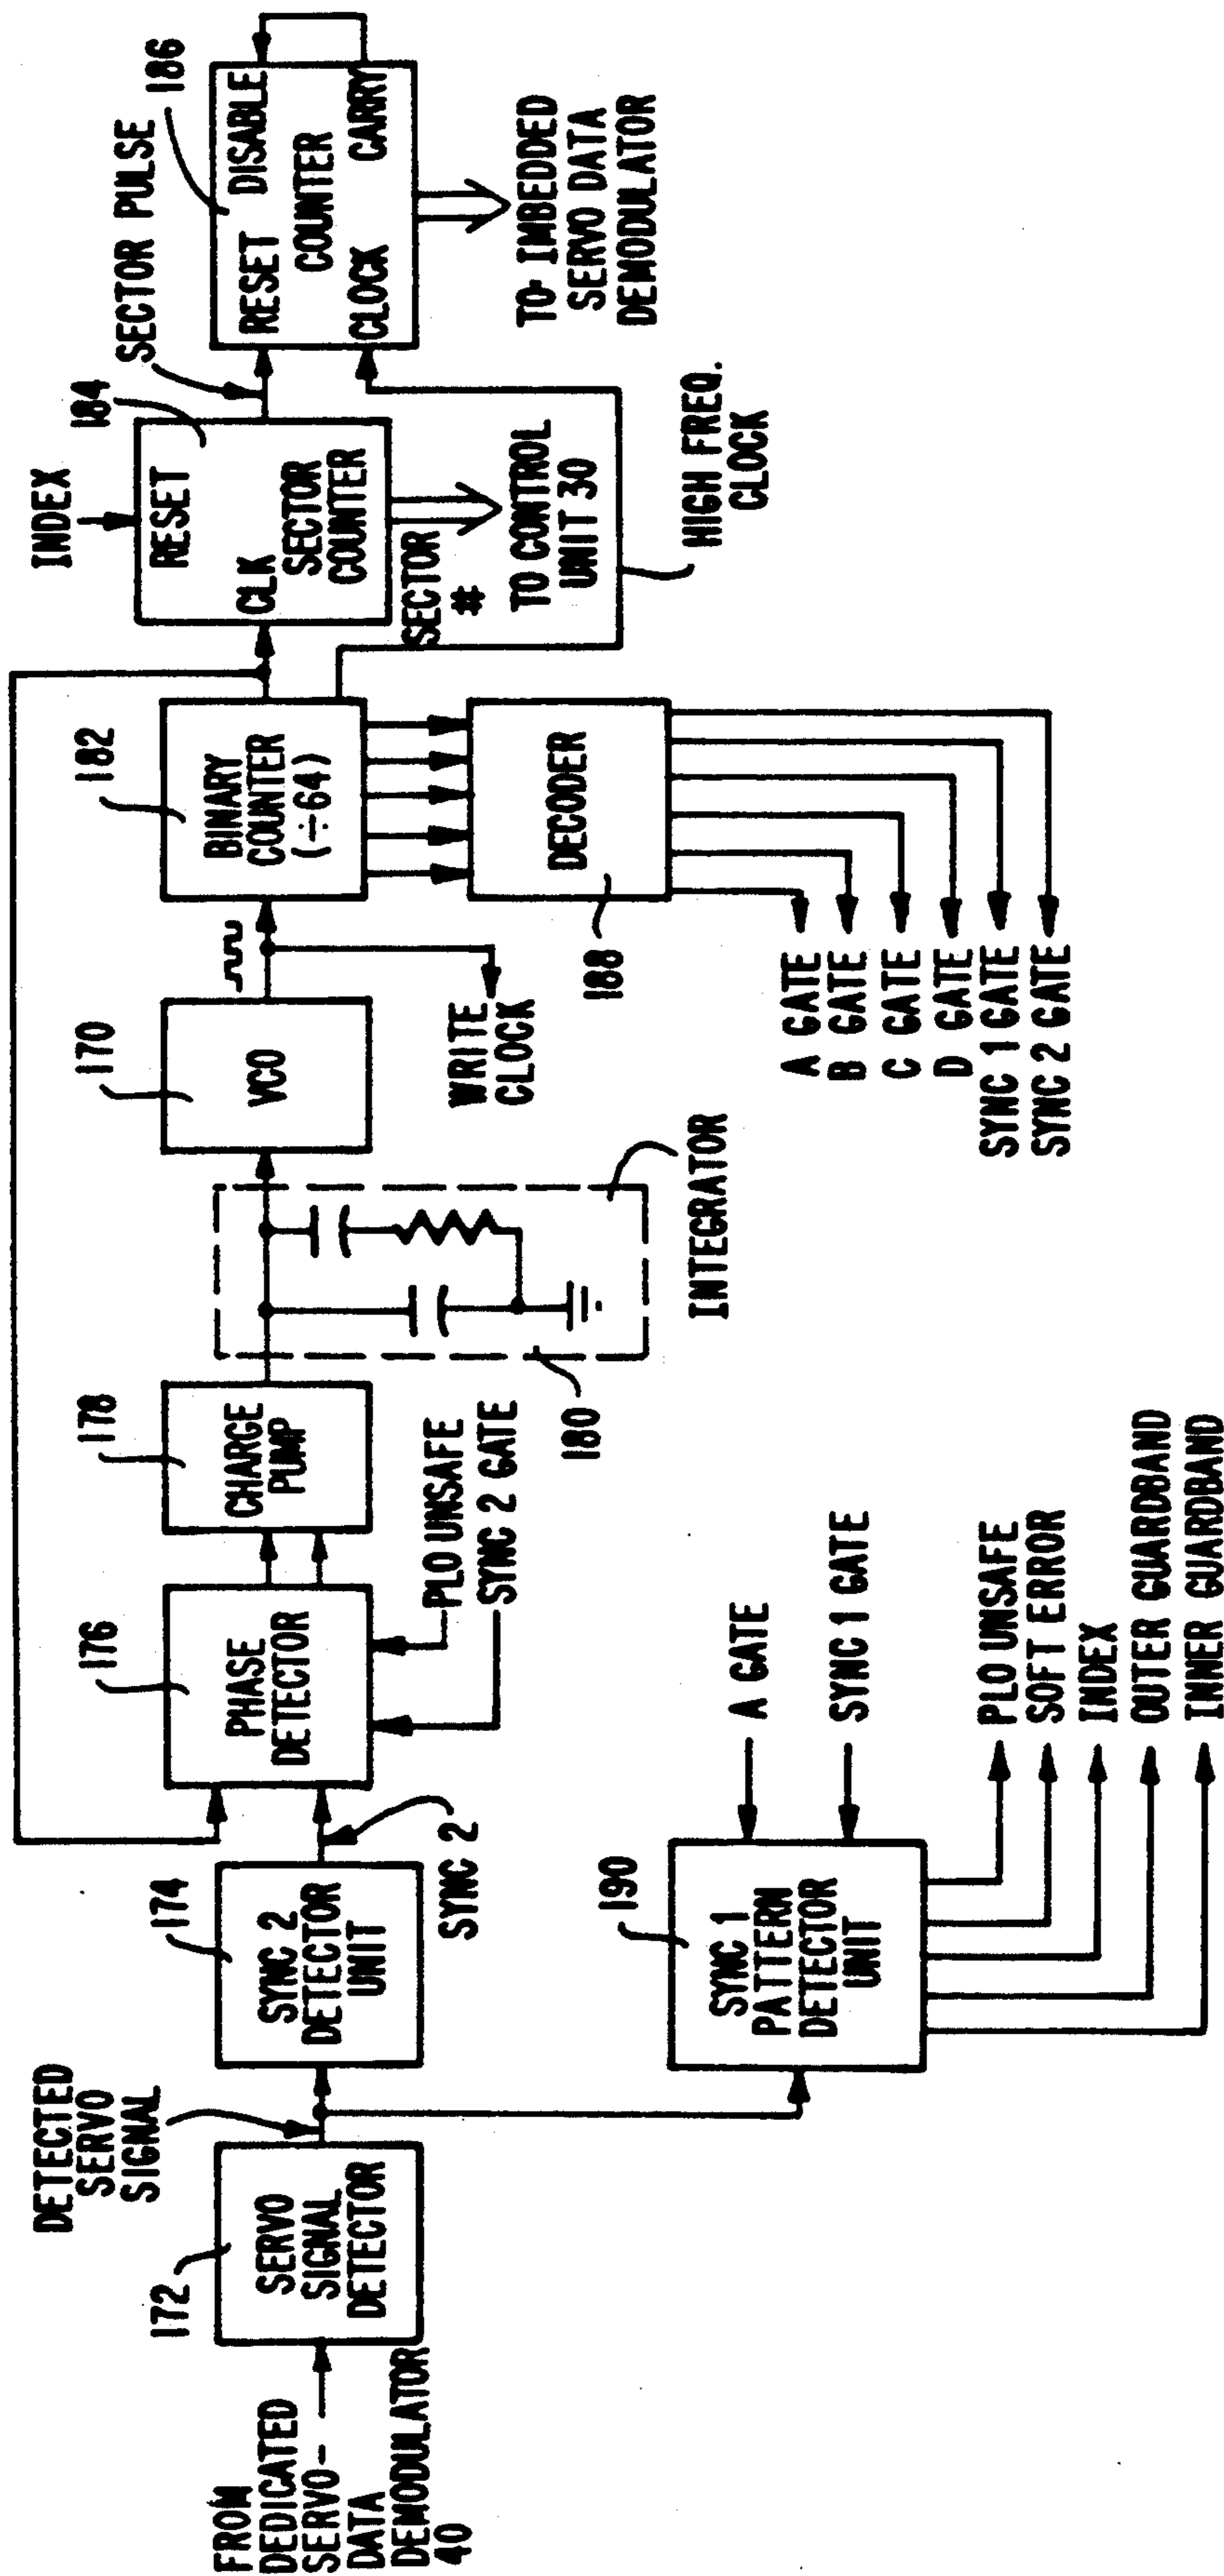 FROM
DEDICATED
SERVO
DATA
DEMODULATOR
40
172
SERVO
SIGNAL
DETECTOR
DETECTED
SERVO
SIGNAL
174
SYNC 2
DETECTOR
UNIT
SYNC 2
176
PHASE
DETECTOR
PLO UNSAFE
SYNC 2 GATE
178
CHARGE
PUMP
180
INTEGRATOR
170
VCO
WRITE
CLOCK
182
BINARY
COUNTER
(÷64)
188
DECODER
A GATE
B GATE
C GATE
D GATE
SYNC 1 GATE
SYNC 2 GATE
INDEX
184
RESET
CLK
SECTOR
COUNTER
SECTOR
#
TO CONTROL
UNIT 30
HIGH FREQ.
CLOCK
SECTOR PULSE
186
RESET DISABLE
COUNTER
CLOCK CARRY
TO IMBEDDED
SERVO DATA
DEMODULATOR
190
SYNC 1
PATTERN
DETECTOR
UNIT
A GATE
SYNC 1 GATE
PLO UNSAFE
SOFT ERROR
INDEX
OUTER GUARDBAND
INNER GUARDBAND